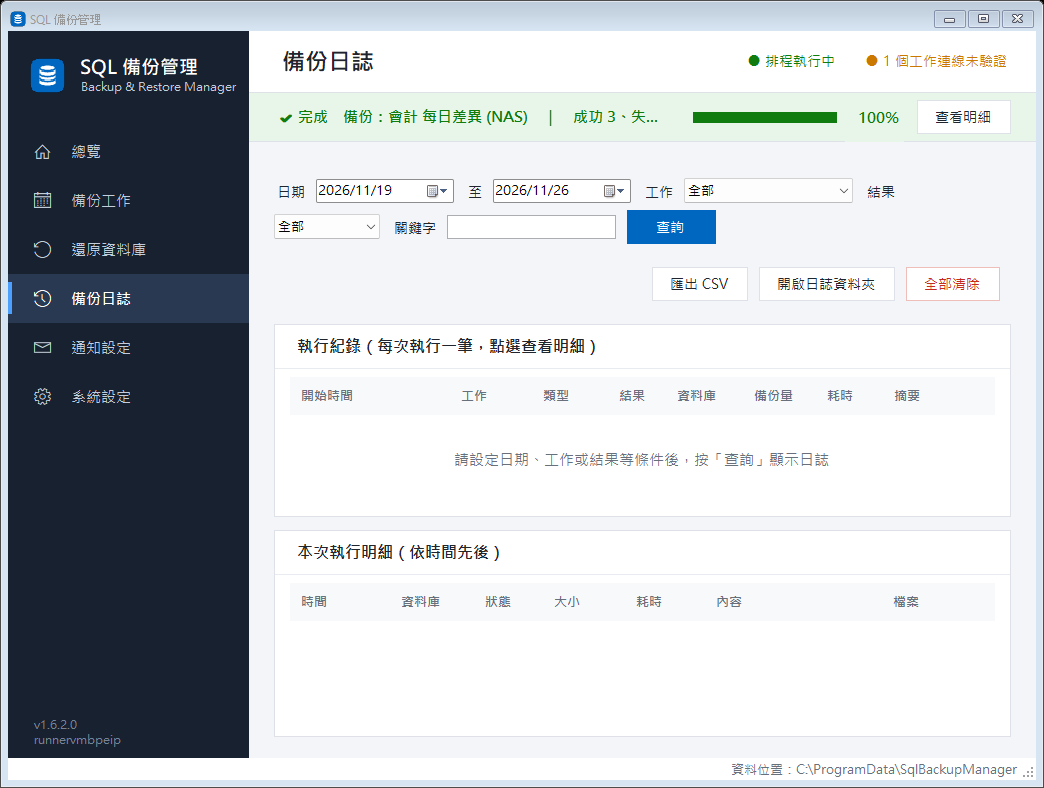 SQL 備份管理
SQL 備份管理
Backup & Restore Manager
總覽
備份工作
還原資料庫
備份日誌
通知設定
系統設定
v1.6.2.0
runnervmbpeip
備份日誌
排程執行中
1 個工作連線未驗證
完成 備份：會計 每日差異 (NAS) | 成功 3、失...
100%
查看明細
日期 2026/11/19 至 2026/11/26 工作 全部 結果
全部 關鍵字 查詢
匯出 CSV 開啟日誌資料夾 全部清除
執行紀錄（每次執行一筆，點選查看明細）
開始時間 工作 類型 結果 資料庫 備份量 耗時 摘要
請設定日期、工作或結果等條件後，按「查詢」顯示日誌
本次執行明細（依時間先後）
時間 資料庫 狀態 大小 耗時 內容 檔案
資料位置：C:\ProgramData\SqlBackupManager